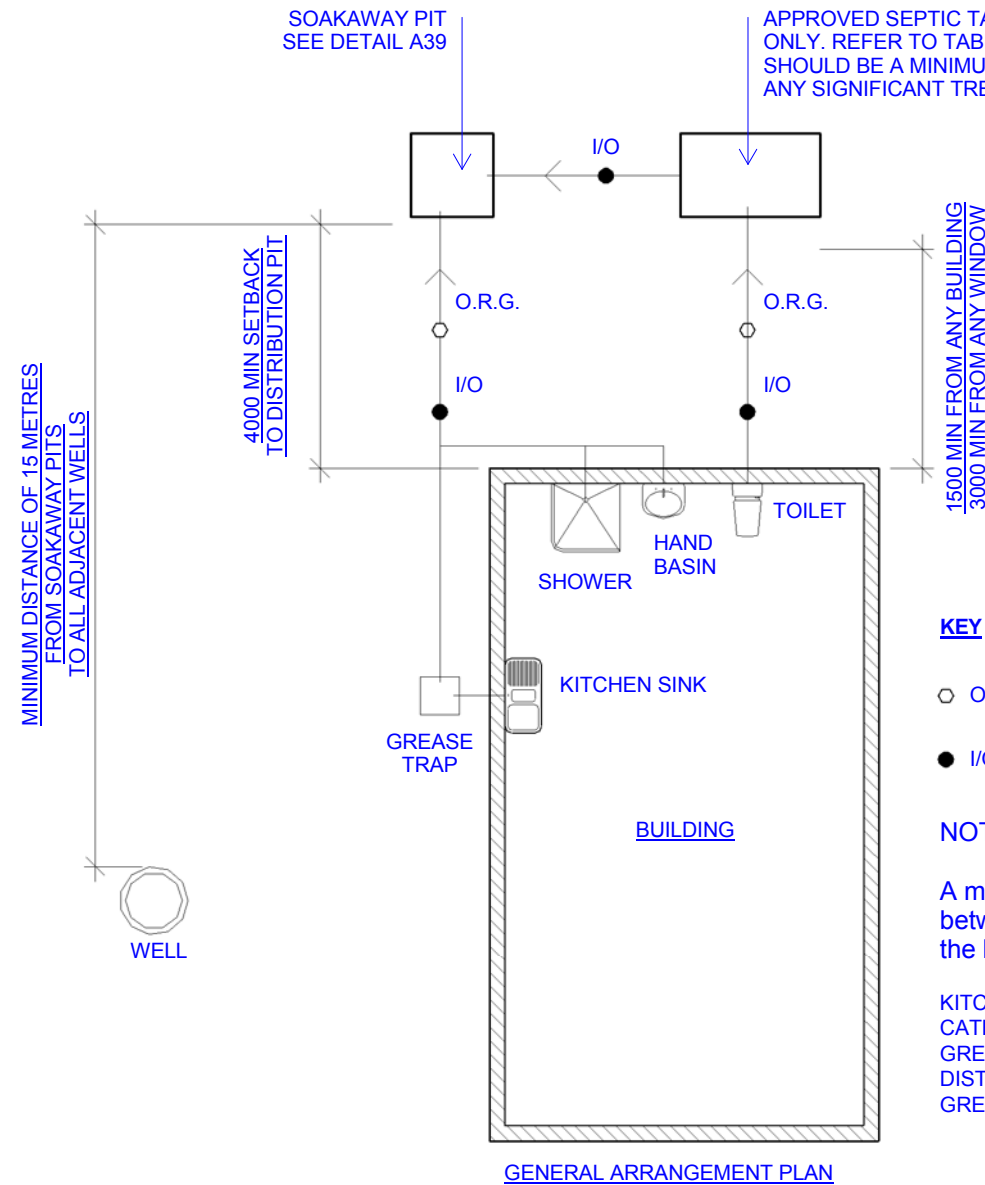 SOAKAWAY PIT
SEE DETAIL A39
APPROVED SEPTIC TA
ONLY. REFER TO TAB
SHOULD BE A MINIMU
ANY SIGNIFICANT TRE
I/O
MINIMUM DISTANCE OF 15 METRES
FROM SOAKAWAY PITS
TO ALL ADJACENT WELLS
4000 MIN SETBACK
TO DISTRIBUTION PIT
O.R.G.
I/O
O.R.G.
I/O
1500 MIN FROM ANY BUILDING
3000 MIN FROM ANY WINDOW
SHOWER
HAND
BASIN
TOILET
KITCHEN SINK
GREASE
TRAP
BUILDING
WELL
KEY
O
I/O
NOT
A m
betw
the
KITC
CATI
GRE
DIST
GRE
GENERAL ARRANGEMENT PLAN